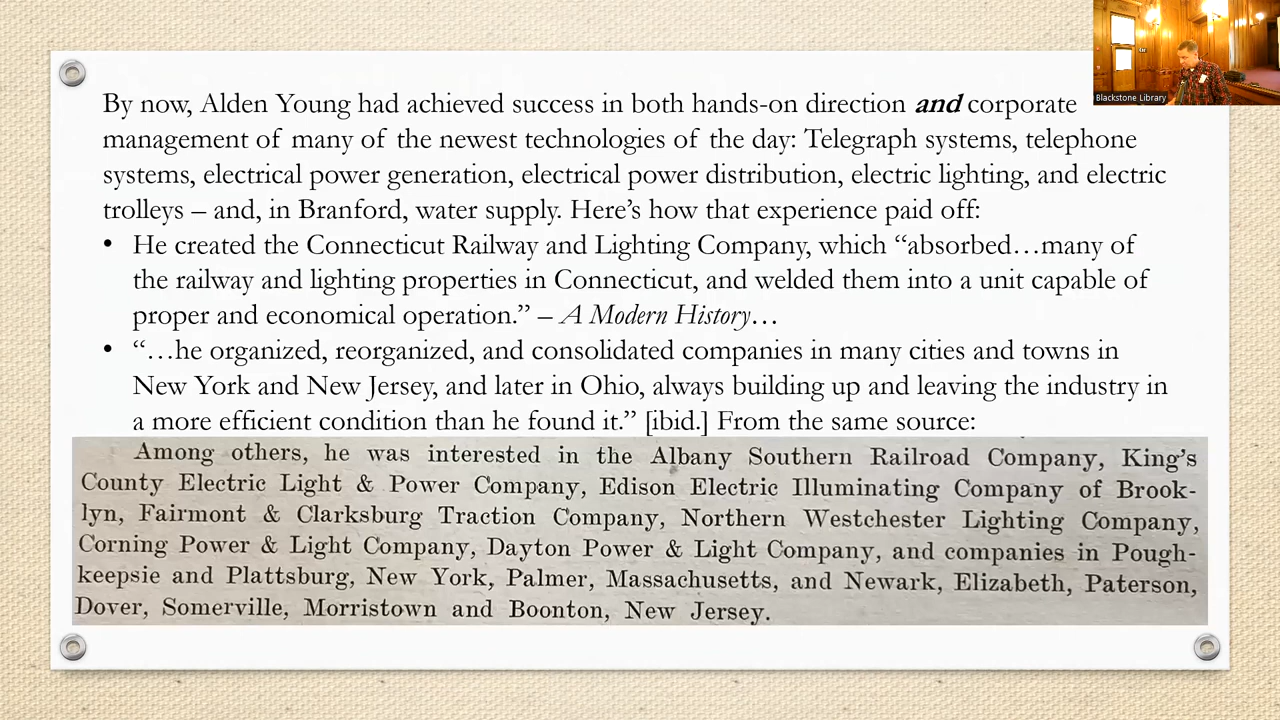 By now, Alden Young had achieved success in both hands-on direction and corporate
management of many of the newest technologies of the day: Telegraph systems, telephone
systems, electrical power generation, electrical power distribution, electric lighting, and electric
trolleys – and, in Branford, water supply. Here’s how that experience paid off:
• He created the Connecticut Railway and Lighting Company, which “absorbed…many of
the railway and lighting properties in Connecticut, and welded them into a unit capable of
proper and economical operation.” – A Modern History…
• “…he organized, reorganized, and consolidated companies in many cities and towns in
New York and New Jersey, and later in Ohio, always building up and leaving the industry in
a more efficient condition than he found it.” [ibid.] From the same source:
Among others, he was interested in the Albany Southern Railroad Company, King’s
County Electric Light & Power Company, Edison Electric Illuminating Company of Brook-
lyn, Fairmont & Clarksburg Traction Company, Northern Westchester Lighting Company,
Corning Power & Light Company, Dayton Power & Light Company, and companies in Pough-
keepsie and Plattsburg, New York, Palmer, Massachusetts, and Newark, Elizabeth, Paterson,
Dover, Somerville, Morristown and Boonton, New Jersey.
Blackstone Library